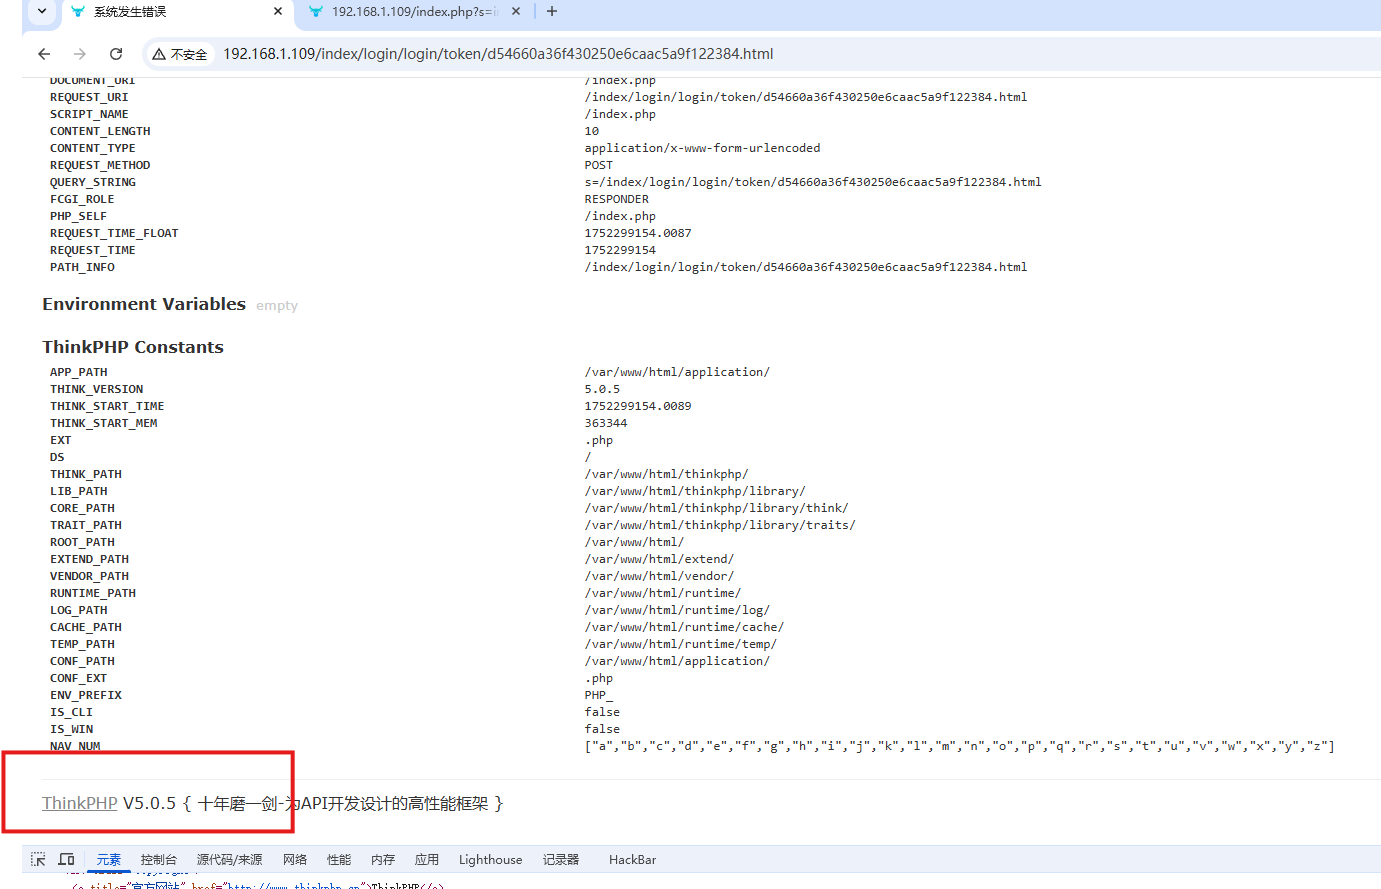 系统发生错误
192.168.1.109/index.php?s=i
不安全 192.168.1.109/index/login/login/token/d54660a36f430250e6caac5a9f122384.html
DOCUMENT_URI /index.php
REQUEST_URI /index/login/login/token/d54660a36f430250e6caac5a9f122384.html
SCRIPT_NAME /index.php
CONTENT_LENGTH 10
CONTENT_TYPE application/x-www-form-urlencoded
REQUEST_METHOD POST
QUERY_STRING s=/index/login/login/token/d54660a36f430250e6caac5a9f122384.html
FCGI_ROLE RESPONDER
PHP_SELF /index.php
REQUEST_TIME_FLOAT 1752299154.0087
REQUEST_TIME 1752299154
PATH_INFO /index/login/login/token/d54660a36f430250e6caac5a9f122384.html
Environment Variables empty
ThinkPHP Constants
APP_PATH /var/www/html/application/
THINK_VERSION 5.0.5
THINK_START_TIME 1752299154.0089
THINK_START_MEM 363344
EXT .php
DS /
THINK_PATH /var/www/html/thinkphp/
LIB_PATH /var/www/html/thinkphp/library/
CORE_PATH /var/www/html/thinkphp/library/think/
TRAIT_PATH /var/www/html/thinkphp/library/traits/
ROOT_PATH /var/www/html/
EXTEND_PATH /var/www/html/extend/
VENDOR_PATH /var/www/html/vendor/
RUNTIME_PATH /var/www/html/runtime/
LOG_PATH /var/www/html/runtime/log/
CACHE_PATH /var/www/html/runtime/cache/
TEMP_PATH /var/www/html/runtime/temp/
CONF_PATH /var/www/html/application/
CONF_EXT .php
ENV_PREFIX PHP_
IS_CLI false
IS_WIN false
NAV_NUM ["a","b","c","d","e","f","g","h","i","j","k","l","m","n","o","p","q","r","s","t","u","v","w","x","y","z"]
ThinkPHP V5.0.5 { 十年磨一剑-为API开发设计的高性能框架 }
元素 控制台 源代码/来源 网络 性能 内存 应用 Lighthouse 记录器 HackBar
<a title="官方网站" href="http://www.thinkphp.cn">ThinkPHP</a>